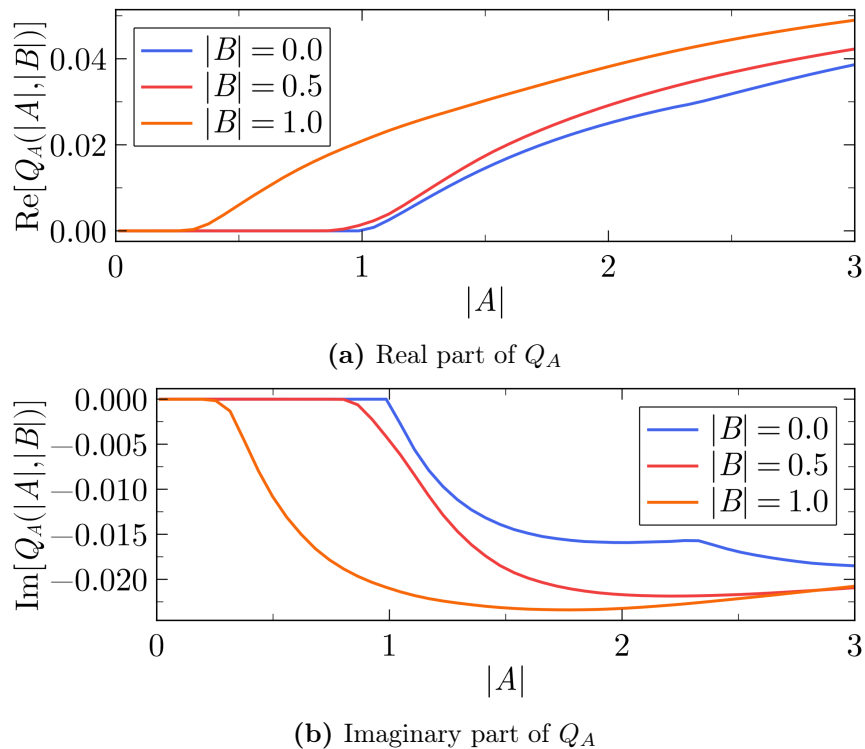 Re[Q_A(|A|,|B|)]
0.04
0.02
0.00
|B| = 0.0
|B| = 0.5
|B| = 1.0
0 1 2 3
|A|
(a) Real part of Q_A
Im[Q_A(|A|,|B|)]
0.000
−0.005
−0.010
−0.015
−0.020
|B| = 0.0
|B| = 0.5
|B| = 1.0
0 1 2 3
|A|
(b) Imaginary part of Q_A